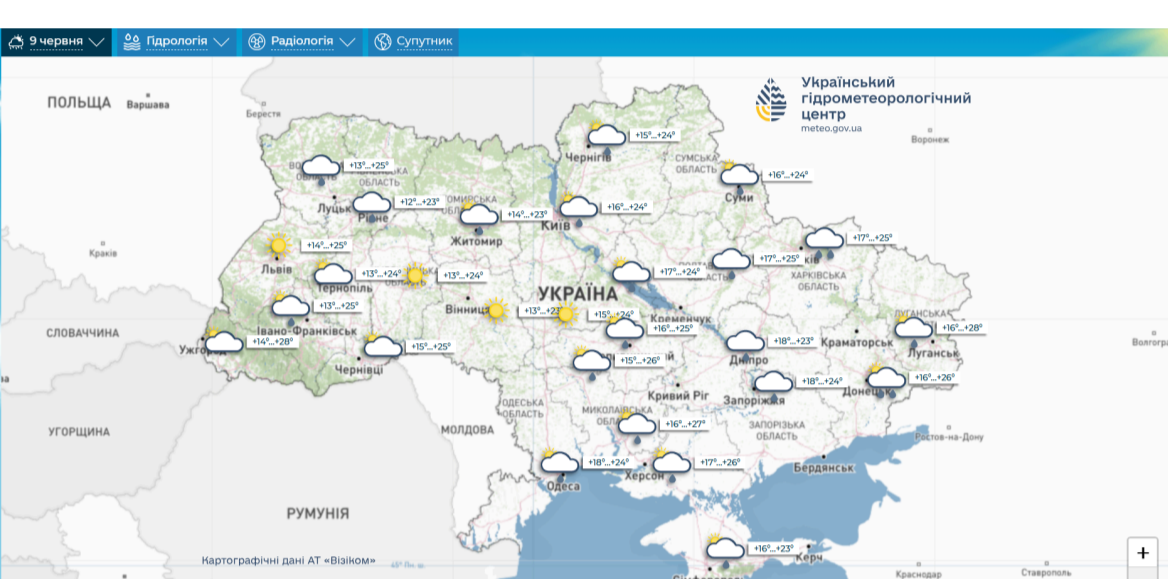 9 червня
Гідрологія
Радіологія
Супутник
Український
гідрометеорологічний
центр
meteo.gov.ua
ПОЛЬЩА
Варшава
Берестя
Воронеж
+15°...+24°
Чернігів
СУМСЬКА
ОБЛАСТЬ
+13°...+25°
ОБЛАСТЬ
+16°...+24°
Суми
Луцьк
+12°...+23°
Рівне
+14°...+23°
Житомир
+16°...+24°
Київ
+17°...+25°
Краків
+14°...+25°
Львів
+17°...+25°
ХАРКІВСЬКА
ОБЛАСТЬ
+13°...+24°
Тернопіль
+13°...+24°
+17°...+24°
УКРАЇНА
+13°...+25°
Вінниця
+15°...+24°
Кременчук
СЛОВАЧЧИНА
Івано-Франківськ
+16°...+25°
+16°...+28°
Луганськ
Ужгород
+14°...+28°
+15°...+25°
Чернівці
+15°...+26°
+18°...+23°
Дніпро
Краматорськ
Волгогра
+18°...+24°
Запоріжжя
+16°...+26°
Донецьк
Кривий Ріг
ОДЕСЬКА
ОБЛАСТЬ
МИКОЛАЇВСЬКА
+16°...+27°
ЗАПОРІЗЬКА
ОБЛАСТЬ
УГОРЩИНА
МОЛДОВА
Ростов-на-Дону
+18°...+24°
Одеса
+17°...+26°
Херсон
Бердянськ
РУМУНІЯ
+16°...+23°
Керч
Картографічні дані АТ «Візіком»
45° Пн. ш.
Краснодар
Ставрополь
+